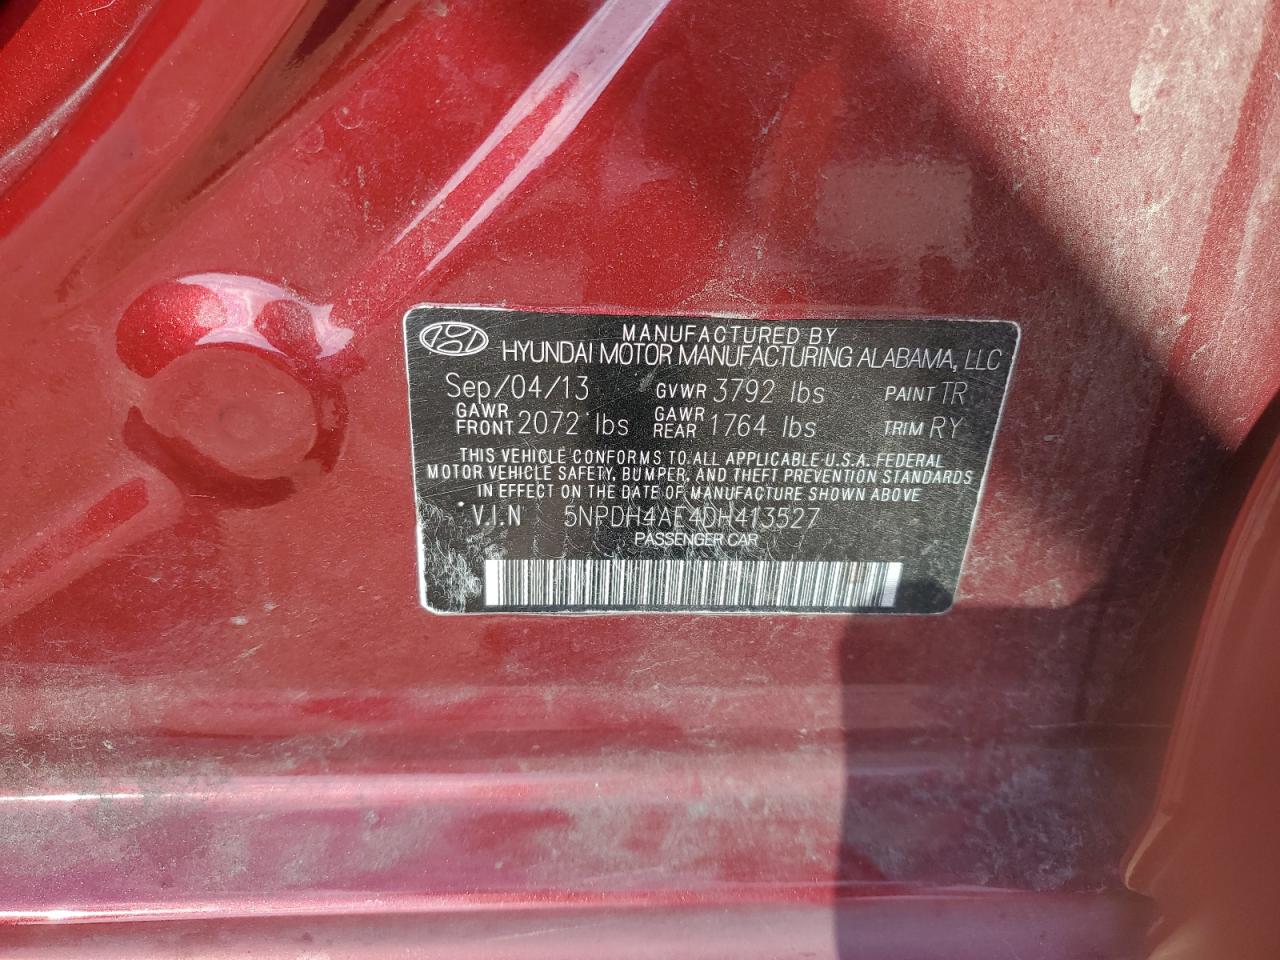 MANUFACTURED BY
HYUNDAI MOTOR MANUFACTURING ALABAMA, LLC
Sep/04/13 GVWR 3792 lbs PAINT TR
GAWR FRONT 2072 lbs GAWR REAR 1764 lbs TRIM RY
THIS VEHICLE CONFORMS TO ALL APPLICABLE U.S.A. FEDERAL
MOTOR VEHICLE SAFETY, BUMPER, AND THEFT PREVENTION STANDARDS
IN EFFECT ON THE DATE OF MANUFACTURE SHOWN ABOVE
V.I.N 5NPDH4AE4DH413527
PASSENGER CAR